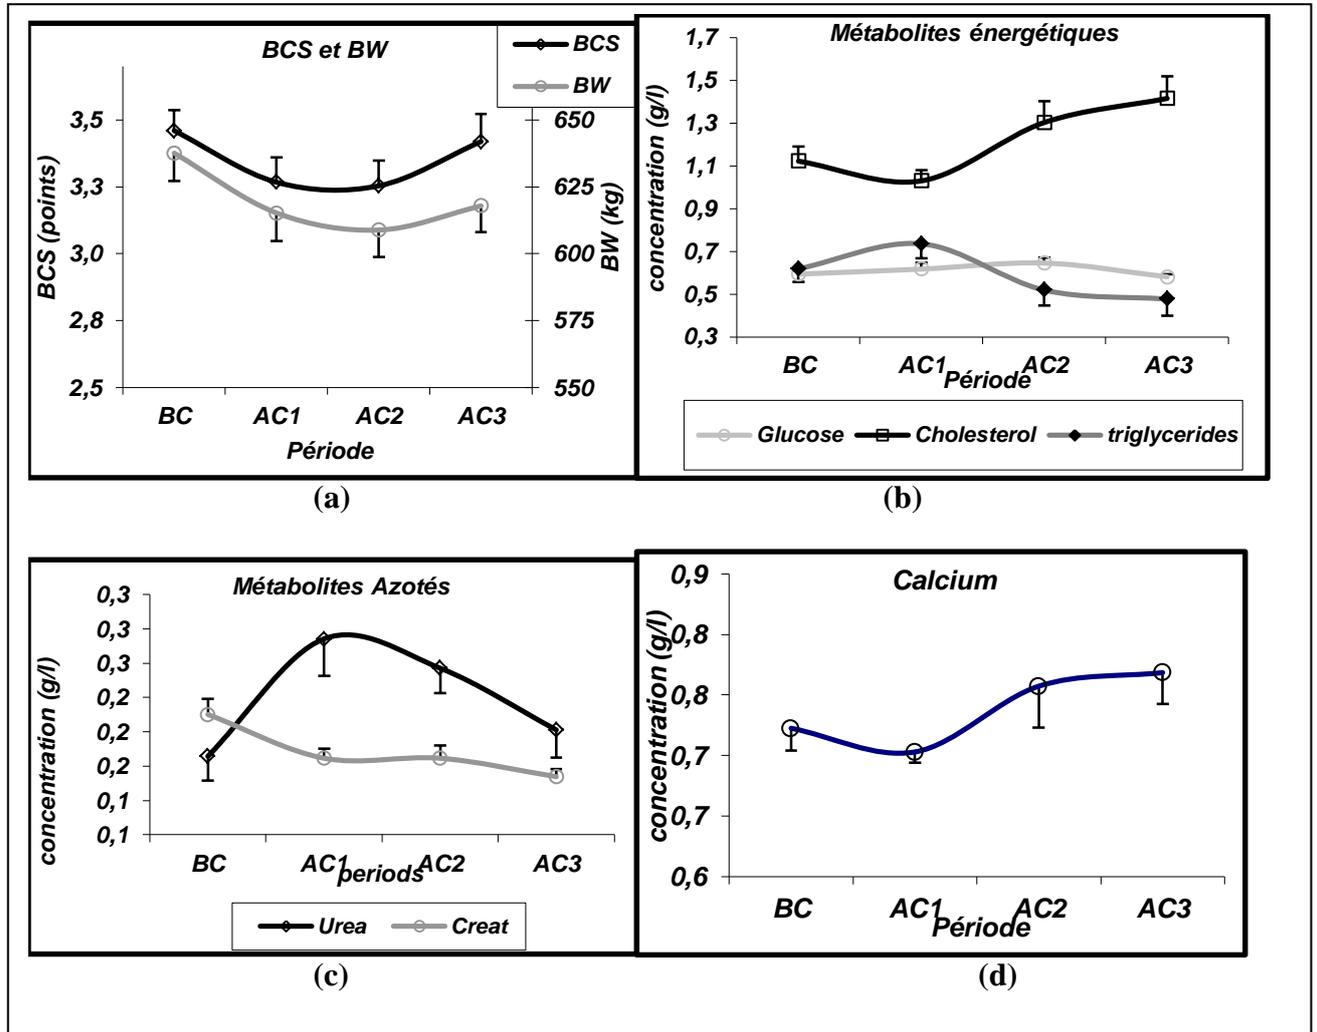 BCS et BW
BCS
BW
3,5
3,3
3,0
2,8
2,5
650
625
600
575
550
BCS (points)
BW (kg)
BC AC1 AC2 AC3
Période
(a)
Métabolites énergétiques
1,7
1,5
1,3
1,1
0,9
0,7
0,5
0,3
concentration (g/l)
BC AC1 AC2 AC3
Période
Glucose Cholesterol triglycerides
(b)
Métabolites Azotés
0,3
0,3
0,3
0,2
0,2
0,2
0,1
0,1
concentration (g/l)
BC AC1 AC2 AC3
periods
Urea Creat
(c)
Calcium
0,9
0,8
0,8
0,7
0,7
0,6
concentration (g/l)
BC AC1 AC2 AC3
Période
(d)